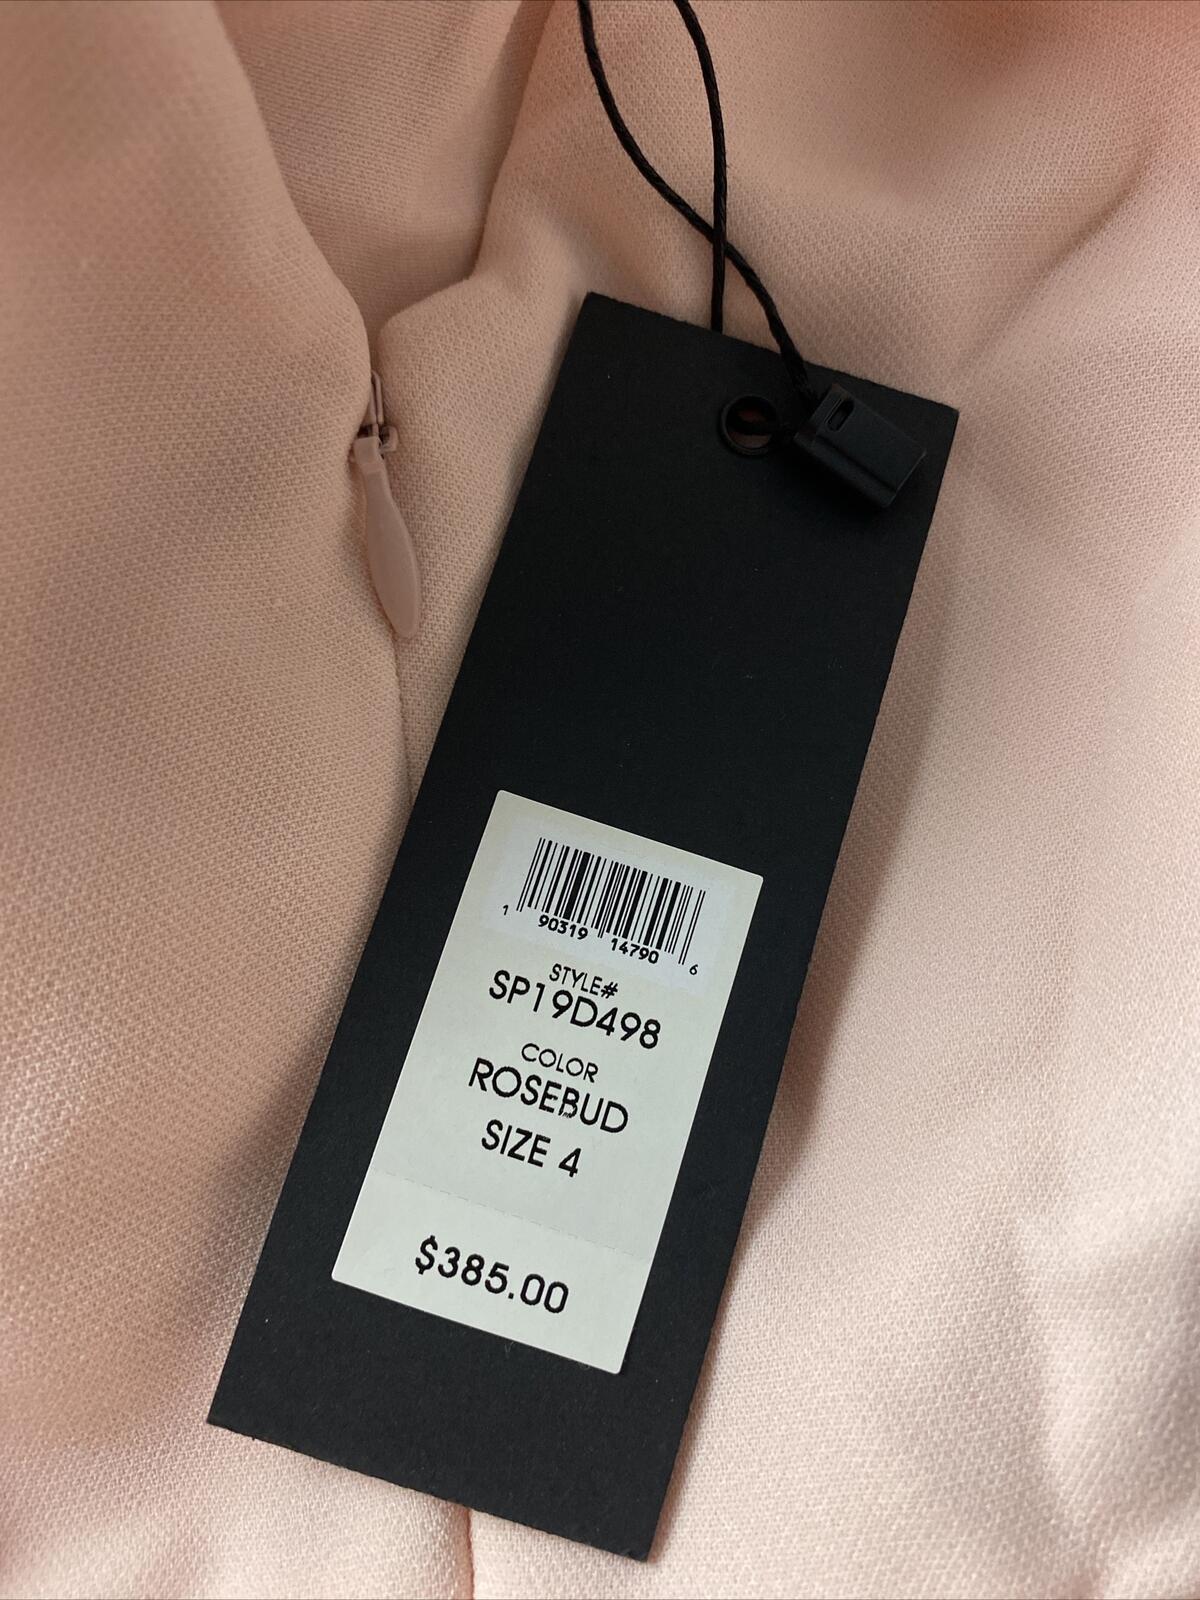 1 90319 14790 6
STYLE#
SP19D498
COLOR
ROSEBUD
SIZE 4
$385.00